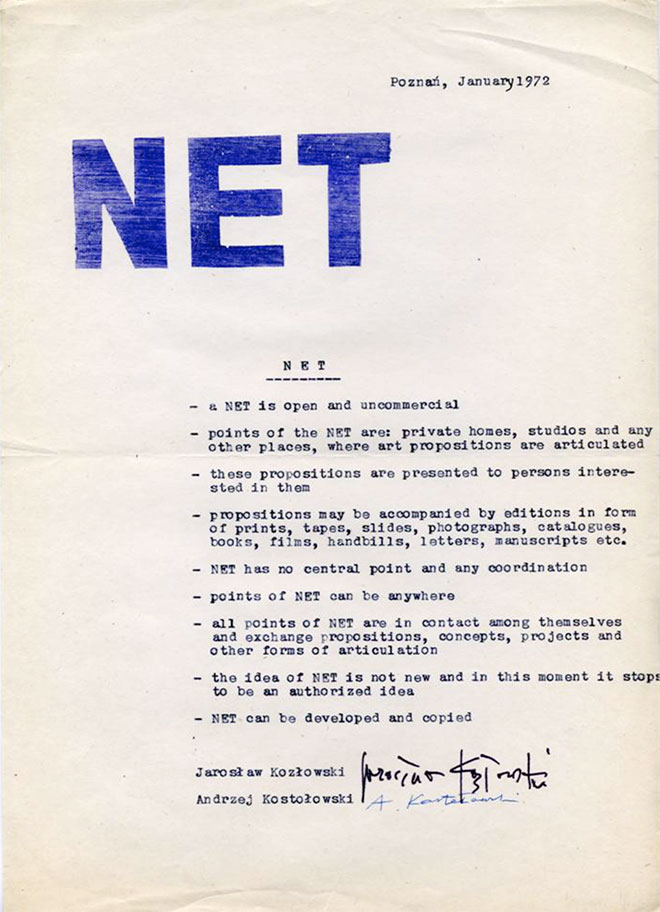 Poznań, January1972
NET
N E T
- a NET is open and uncommercial
- points of the NET are: private homes, studios and any
other places, where art propositions are articulated
- these propositions are presented to persons intere-
sted in them
- propositions may be accompanied by editions in form
of prints, tapes, slides, photographs, catalogues,
books, films, handbills, letters, manuscripts etc.
- NET has no central point and any coordination
- points of NET can be anywhere
- all points of NET are in contact among themselves
and exchange propositions, concepts, projects and
other forms of articulation
- the idea of NET is not new and in this moment it stops
to be an authorized idea
- NET can be developed and copied
Jarosław Kozłowski Jarosław Kozłowski
Andrzej Kostołowski A. Kostołowski